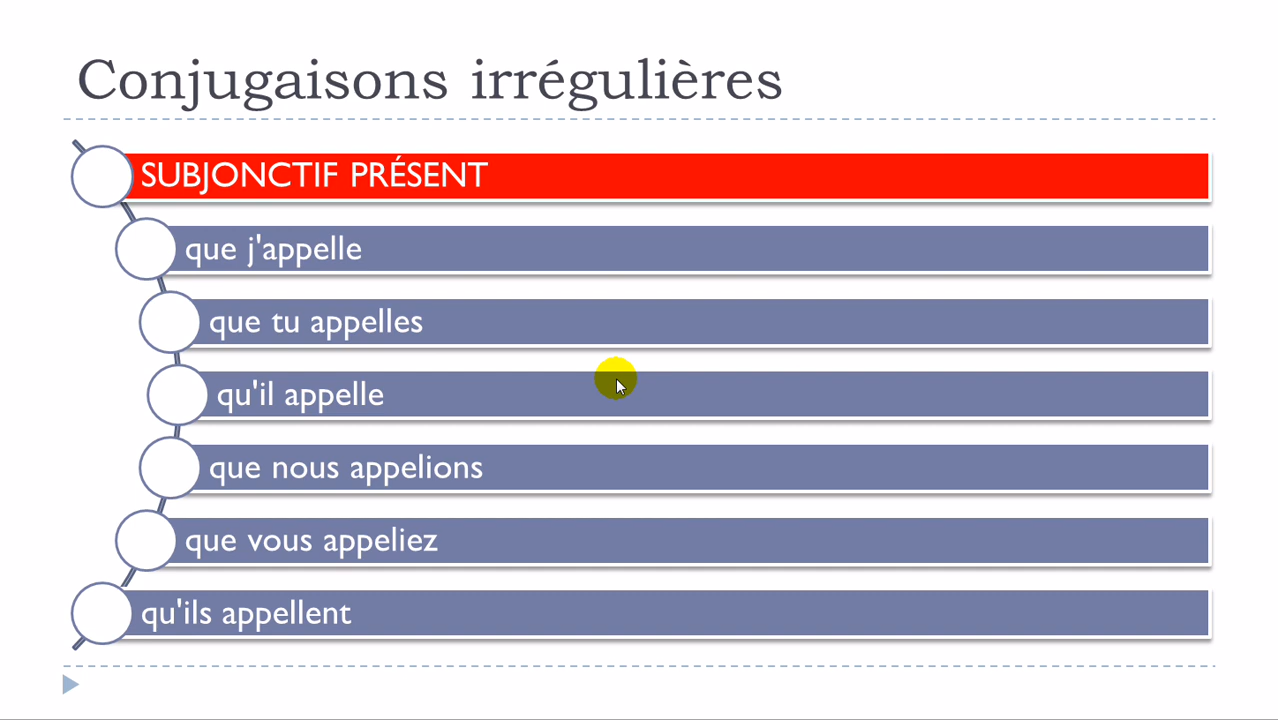 Conjugaisons irrégulières
SUBJONCTIF PRÉSENT
que j'appelle
que tu appelles
qu'il appelle
que nous appelions
que vous appeliez
qu'ils appellent